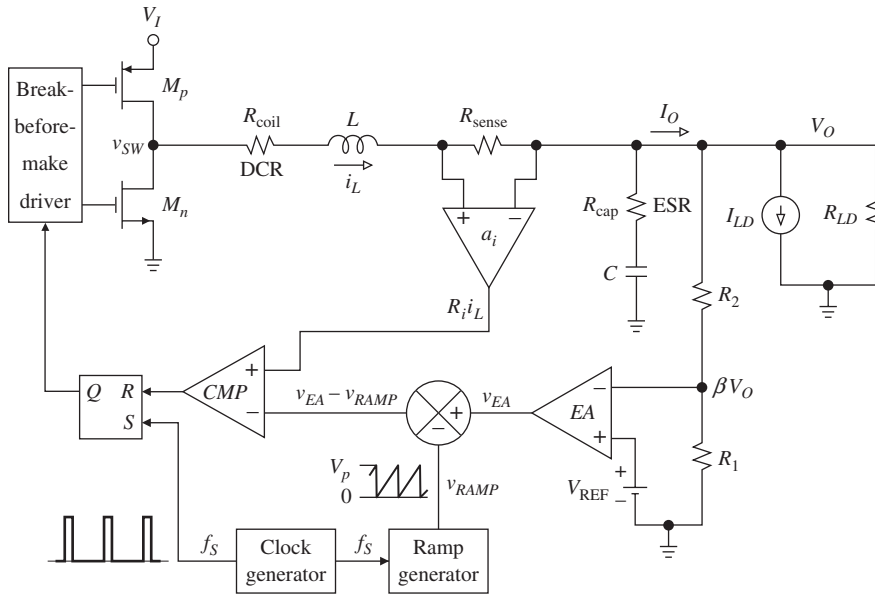 V_I
Break-
before-
make
driver
M_p
v_SW
M_n
R_coil
DCR
L
i_L
R_sense
+
−
a_i
R_i i_L
I_O
V_O
R_cap
ESR
C
I_LD
R_LD
R_2
βV_O
R_1
Q
R
S
CMP
+
−
v_EA − v_RAMP
+
−
v_EA
EA
−
+
V_REF
+
−
V_p
0
v_RAMP
f_S
Clock
generator
f_S
Ramp
generator